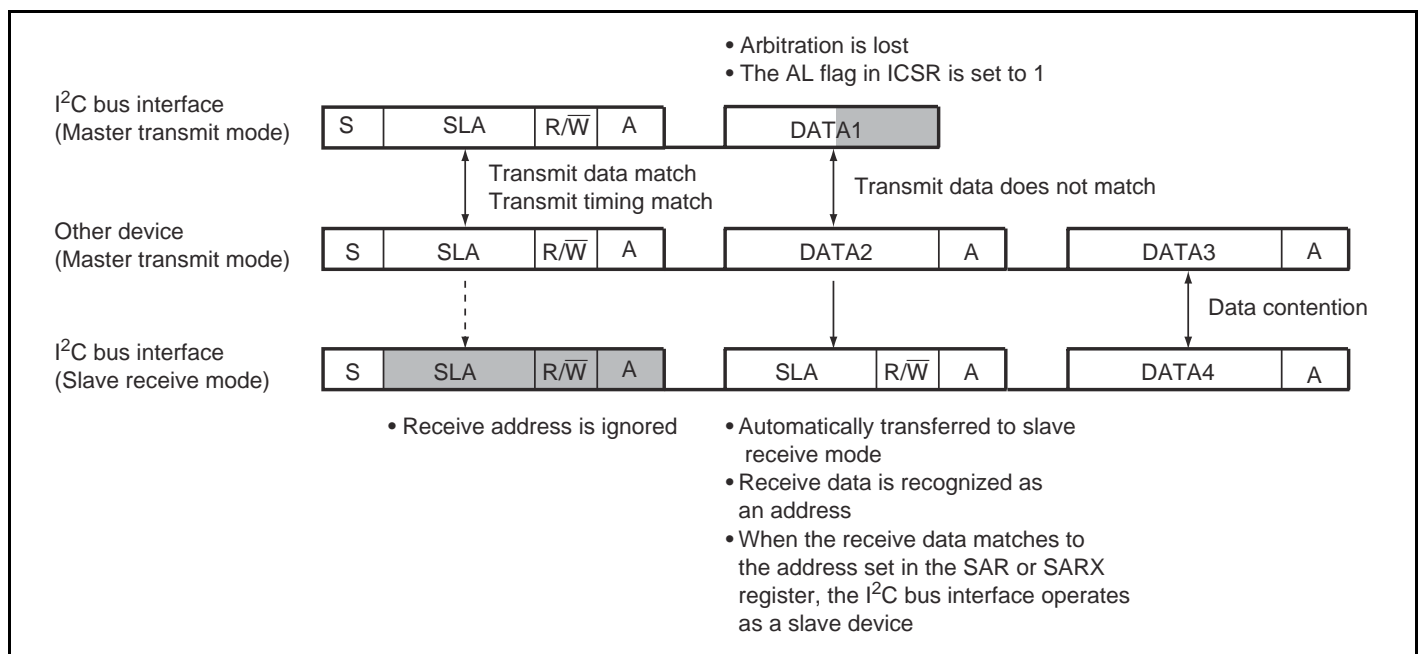 • Arbitration is lost
• The AL flag in ICSR is set to 1
I²C bus interface
(Master transmit mode)
S SLA R/W̅ A DATA1
Transmit data match
Transmit timing match
Transmit data does not match
Other device
(Master transmit mode)
S SLA R/W̅ A DATA2 A DATA3 A
Data contention
I²C bus interface
(Slave receive mode)
S SLA R/W̅ A SLA R/W̅ A DATA4 A
• Receive address is ignored
• Automatically transferred to slave
receive mode
• Receive data is recognized as
an address
• When the receive data matches to
the address set in the SAR or SARX
register, the I²C bus interface operates
as a slave device